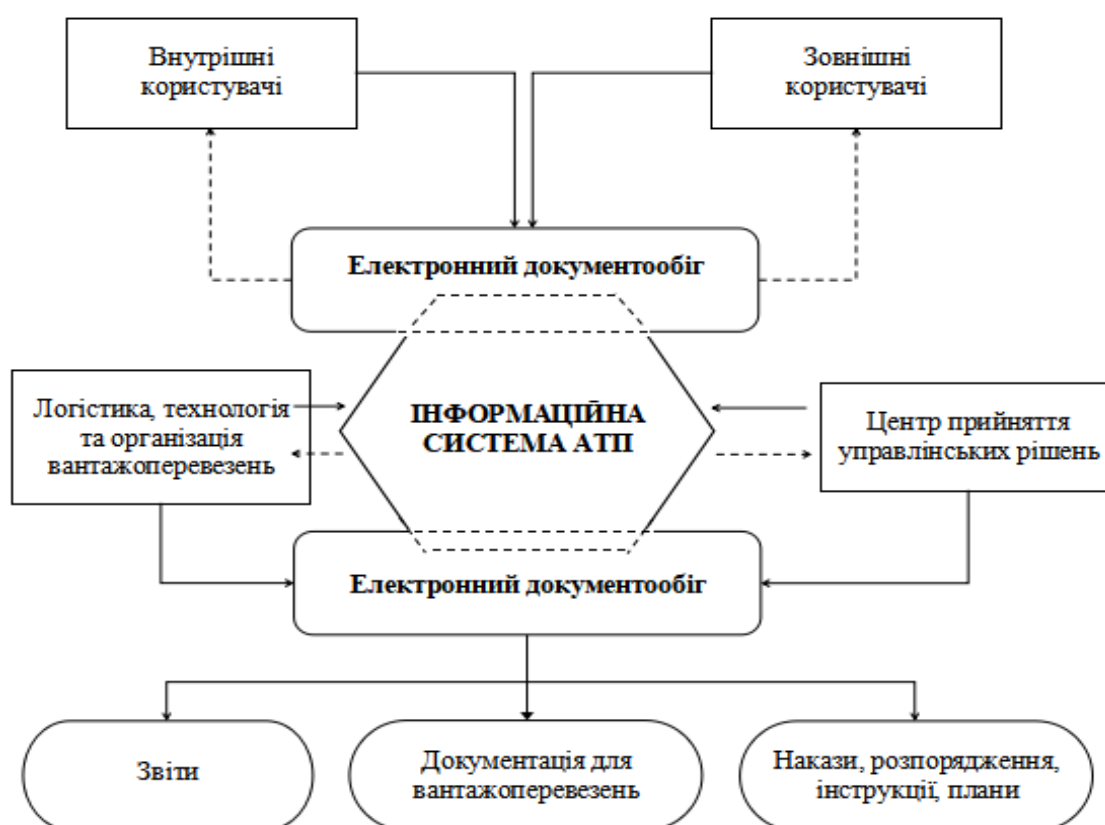 Внутрішні
користувачі
Зовнішні
користувачі
Електронний документообіг
Логістика, технологія
та організація
вантажоперевезень
ІНФОРМАЦІЙНА
СИСТЕМА АТП
Центр прийняття
управлінських рішень
Електронний документообіг
Звіти
Документація для
вантажоперевезень
Накази, розпорядження,
інструкції, плани